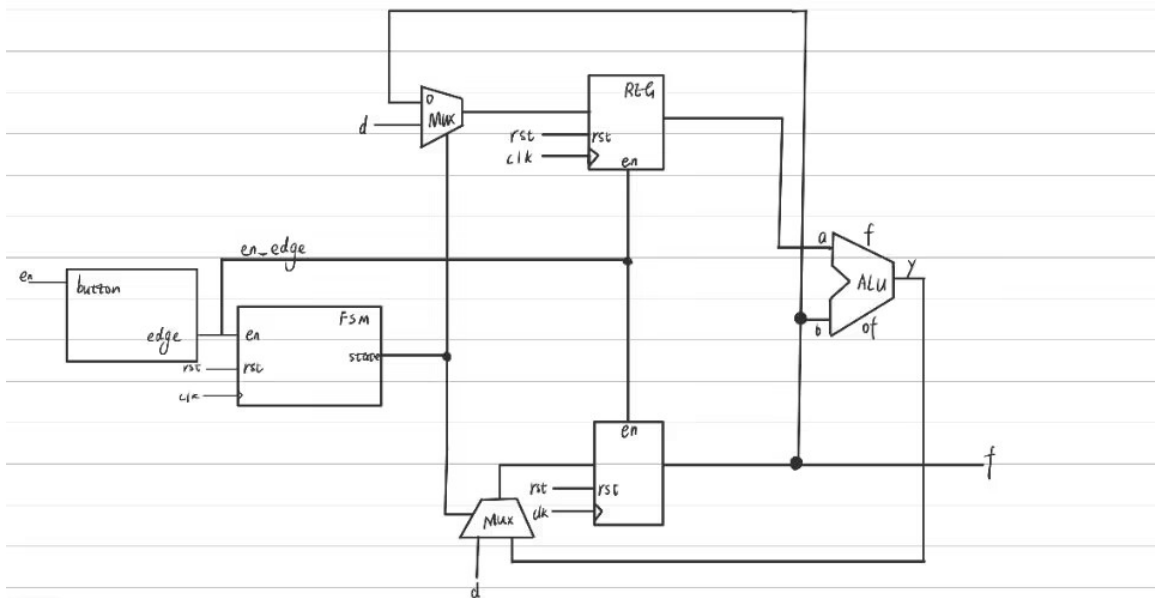 REG
0
Mux
d
rst
rst
clk
en
en_edge
a
f
y
ALU
b
of
en
button
edge
FSM
en
state
rst
rst
clk
en
rst
rst
clk
f
Mux
d